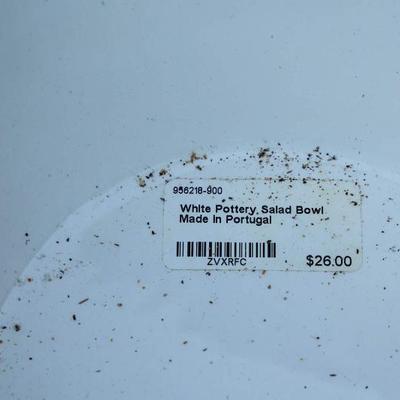 956218-900
White Pottery Salad Bowl
Made in Portugal
ZVXRFC
$26.00